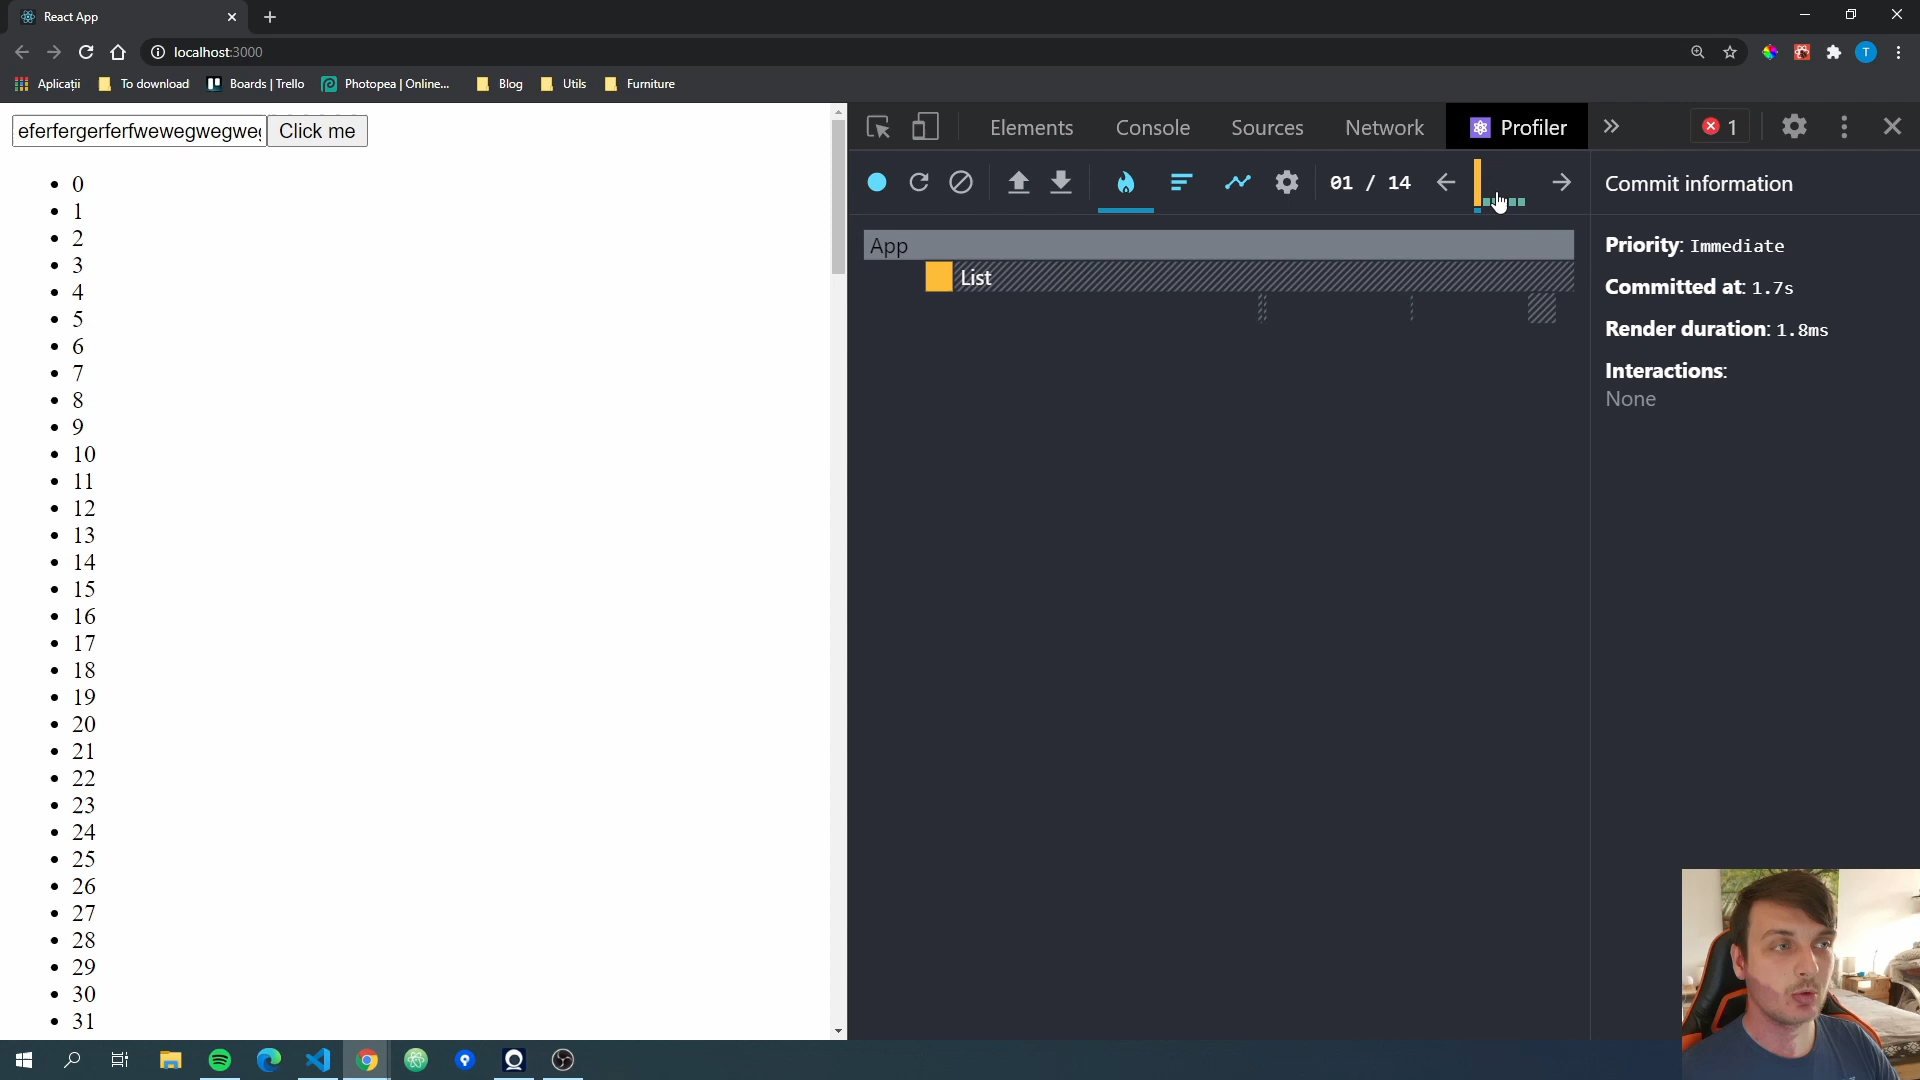 React App
localhost:3000
Aplicații
To download
Boards | Trello
Photopea | Online...
Blog
Utils
Furniture
T
eferfergerferfwewegwegweg
Click me
0
1
2
3
4
5
6
7
8
9
10
11
12
13
14
15
16
17
18
19
20
21
22
23
24
25
26
27
28
29
30
31
Elements
Console
Sources
Network
Profiler
1
01 / 14
App
List
Commit information
Priority: Immediate
Committed at: 1.7s
Render duration: 1.8ms
Interactions:
None